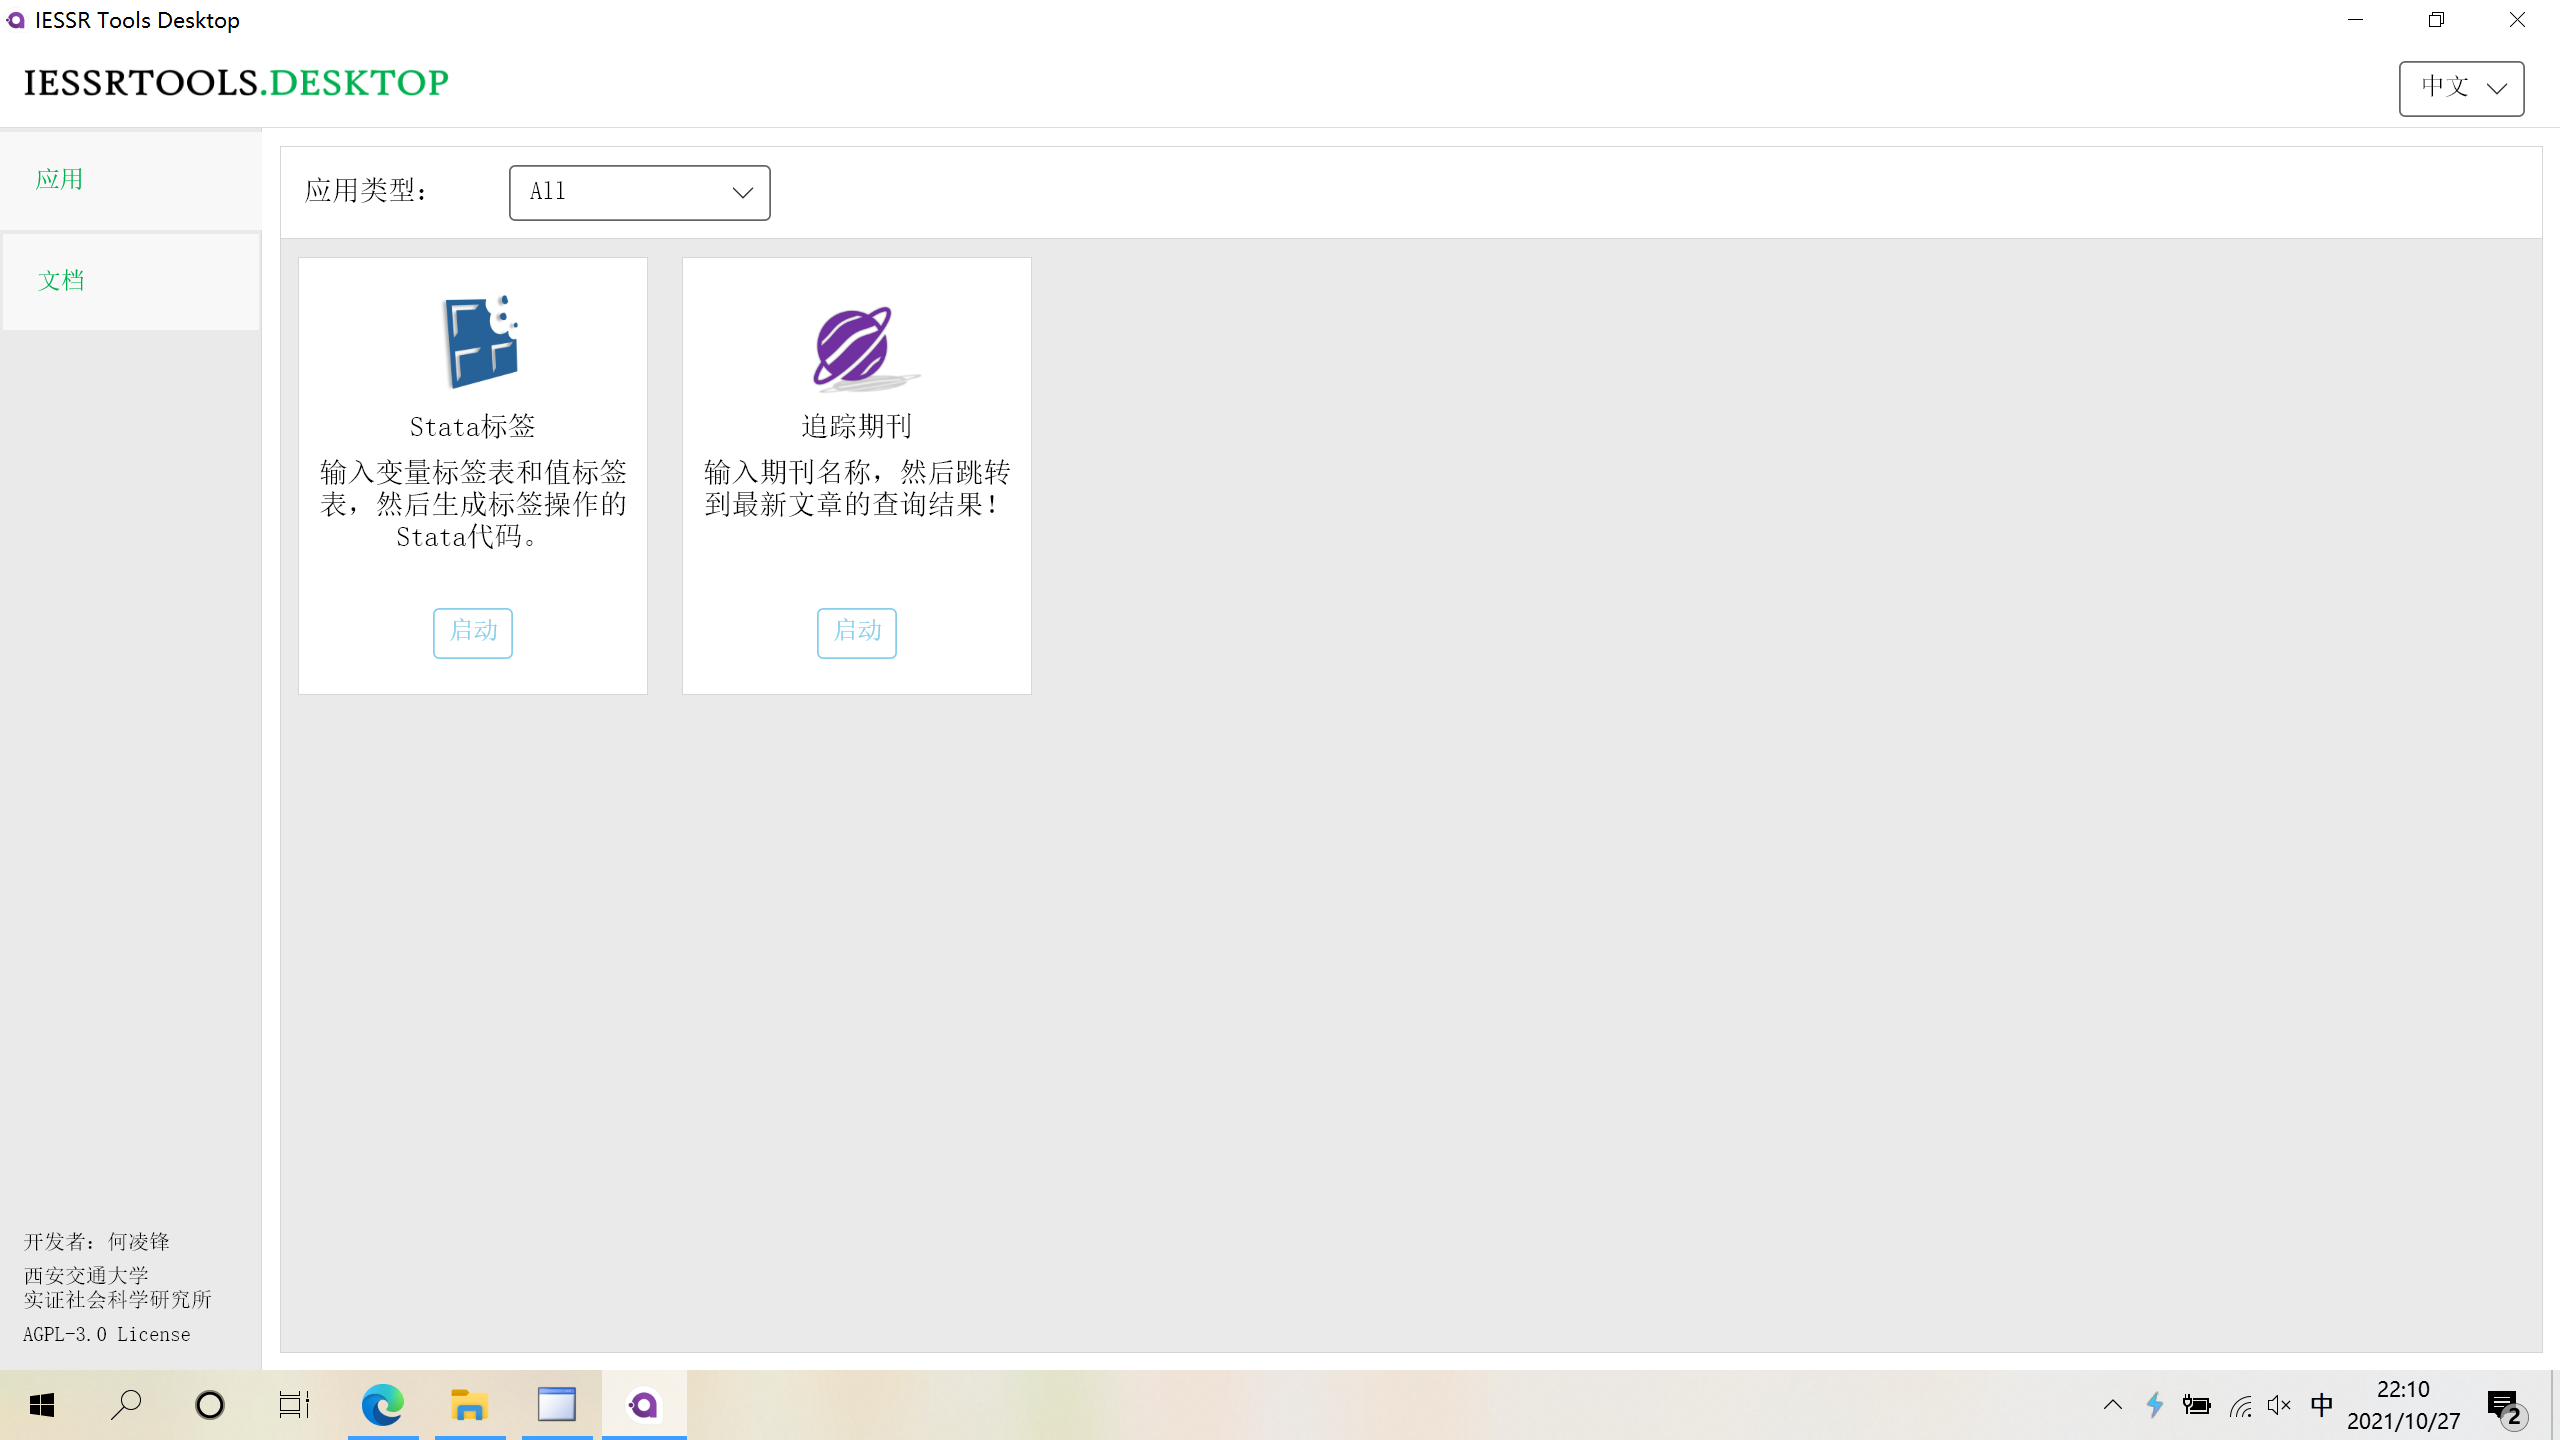 IESSR Tools Desktop
IESSRTOOLS.DESKTOP
中文
应用
文档
应用类型：
All
Stata标签
输入变量标签表和值标签
表，然后生成标签操作的
Stata代码。
启动
追踪期刊
输入期刊名称，然后跳转
到最新文章的查询结果！
启动
开发者：何凌锋
西安交通大学
实证社会科学研究所
AGPL-3.0 License
中
22:10
2021/10/27
2